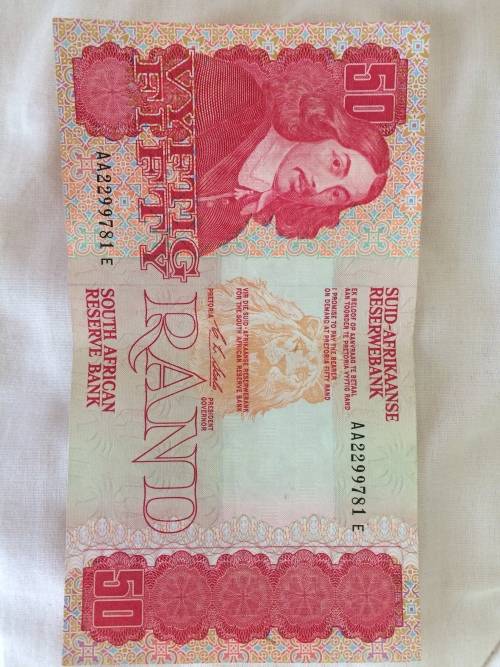 50
SUID-AFRIKAANSE
RESERWEBANK
AA2299781 E
EK BELOOF OP AANVRAAG TE BETAAL
AAN TOONDER TE PRETORIA VYFTIG RAND
I PROMISE TO PAY THE BEARER
ON DEMAND AT PRETORIA FIFTY RAND
VIR DIE SUID-AFRIKAANSE RESERWEBANK
FOR THE SOUTH AFRICAN RESERVE BANK
PRETORIA
PRESIDENT
GOVERNOR
VYFTIG
FIFTY
RAND
AA2299781 E
SOUTH AFRICAN
RESERVE BANK
50